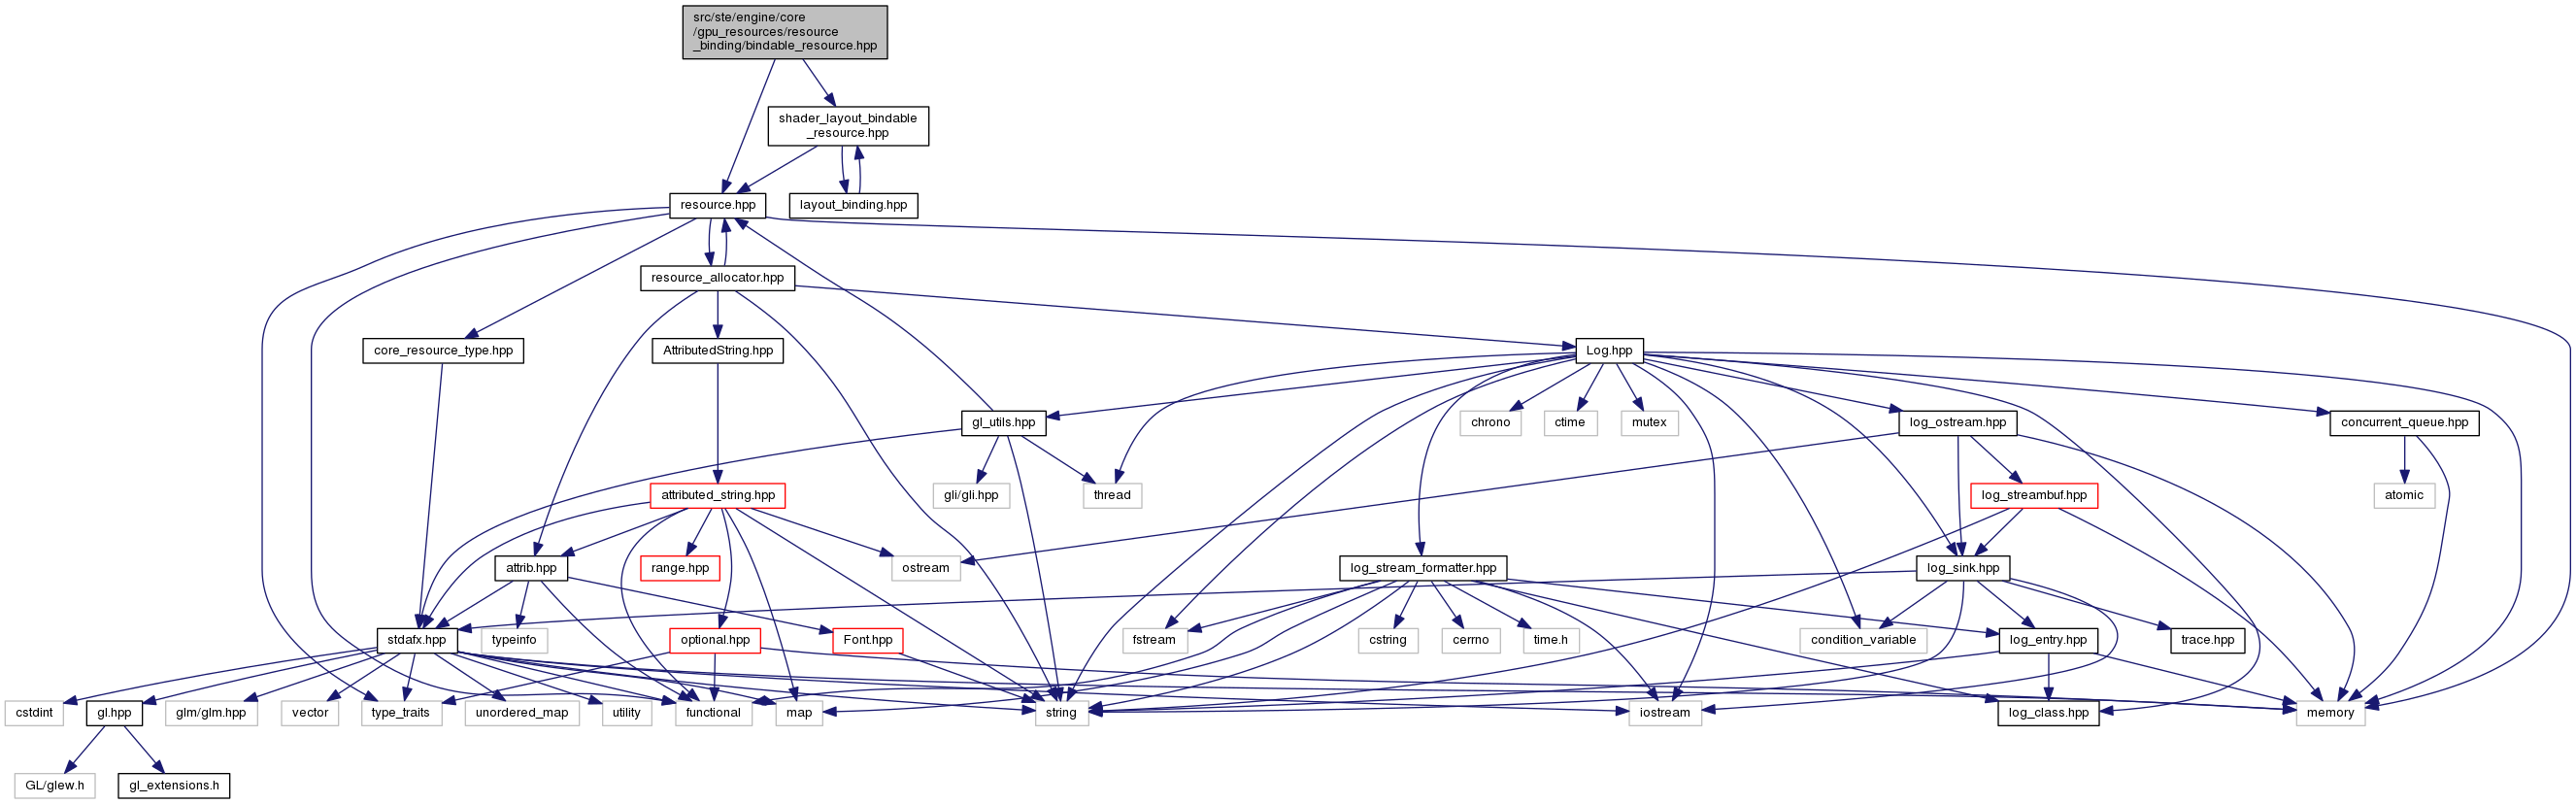 src/ste/engine/core
/gpu_resources/resource
_binding/bindable_resource.hpp
shader_layout_bindable
_resource.hpp
resource.hpp
layout_binding.hpp
resource_allocator.hpp
core_resource_type.hpp
AttributedString.hpp
Log.hpp
gl_utils.hpp
chrono
ctime
mutex
log_ostream.hpp
concurrent_queue.hpp
attributed_string.hpp
gli/gli.hpp
thread
log_streambuf.hpp
atomic
attrib.hpp
range.hpp
ostream
log_stream_formatter.hpp
log_sink.hpp
stdafx.hpp
typeinfo
optional.hpp
Font.hpp
fstream
cstring
cerrno
time.h
condition_variable
log_entry.hpp
trace.hpp
cstdint
gl.hpp
glm/glm.hpp
vector
type_traits
unordered_map
utility
functional
map
string
iostream
log_class.hpp
memory
GL/glew.h
gl_extensions.h